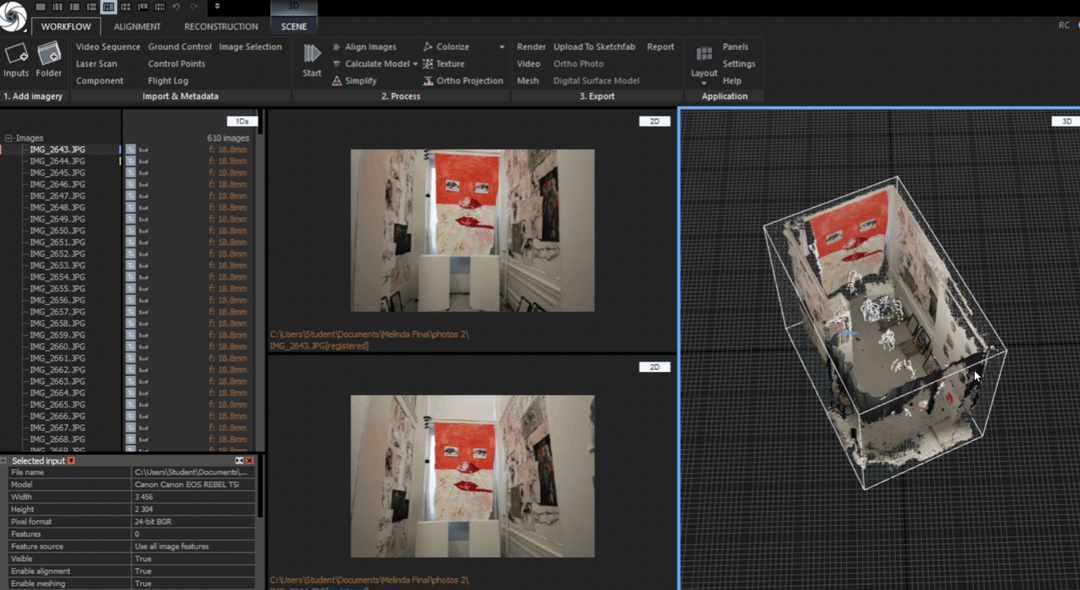 3D
WORKFLOW ALIGNMENT RECONSTRUCTION SCENE RC
Inputs Folder
Video Sequence Ground Control Image Selection
Laser Scan Control Points
Component Flight Log
Start
Align Images Colorize
Calculate Model Texture
Simplify Ortho Projection
Render Upload To Sketchfab Report
Video Ortho Photo
Mesh Digital Surface Model
Layout
Panels
Settings
Help
1. Add imagery Import & Metadata 2. Process 3. Export Application
1Ds
2D
3D
Images 610 images
IMG_2643.JPG f: 18.8mm
IMG_2644.JPG f: 18.8mm
IMG_2645.JPG f: 18.8mm
IMG_2646.JPG f: 18.8mm
IMG_2647.JPG f: 18.8mm
IMG_2648.JPG f: 18.8mm
IMG_2649.JPG f: 18.8mm
IMG_2650.JPG f: 18.8mm
IMG_2651.JPG f: 18.8mm
IMG_2652.JPG f: 18.8mm
IMG_2653.JPG f: 18.8mm
IMG_2654.JPG f: 18.8mm
IMG_2655.JPG f: 18.8mm
IMG_2656.JPG f: 18.8mm
IMG_2657.JPG f: 18.8mm
IMG_2658.JPG f: 18.8mm
IMG_2659.JPG f: 18.8mm
IMG_2660.JPG f: 18.8mm
IMG_2661.JPG f: 18.8mm
IMG_2662.JPG f: 18.8mm
IMG_2663.JPG f: 18.8mm
IMG_2664.JPG f: 18.8mm
IMG_2665.JPG f: 18.8mm
IMG_2666.JPG f: 18.8mm
IMG_2667.JPG f: 18.8mm
IMG_2668.JPG f: 18.8mm
IMG_2669.JPG f: 18.8mm
Selected input
File name C:\Users\Student\Documents\...
Model Canon Canon EOS REBEL T5i
Width 3 456
Height 2 304
Pixel format 24-bit BGR
Features 0
Feature source Use all image features
Visible True
Enable alignment True
Enable meshing True
C:\Users\Student\Documents\Melinda Final\photos 2\
IMG_2643.JPG[registered]
2D
C:\Users\Student\Documents\Melinda Final\photos 2\